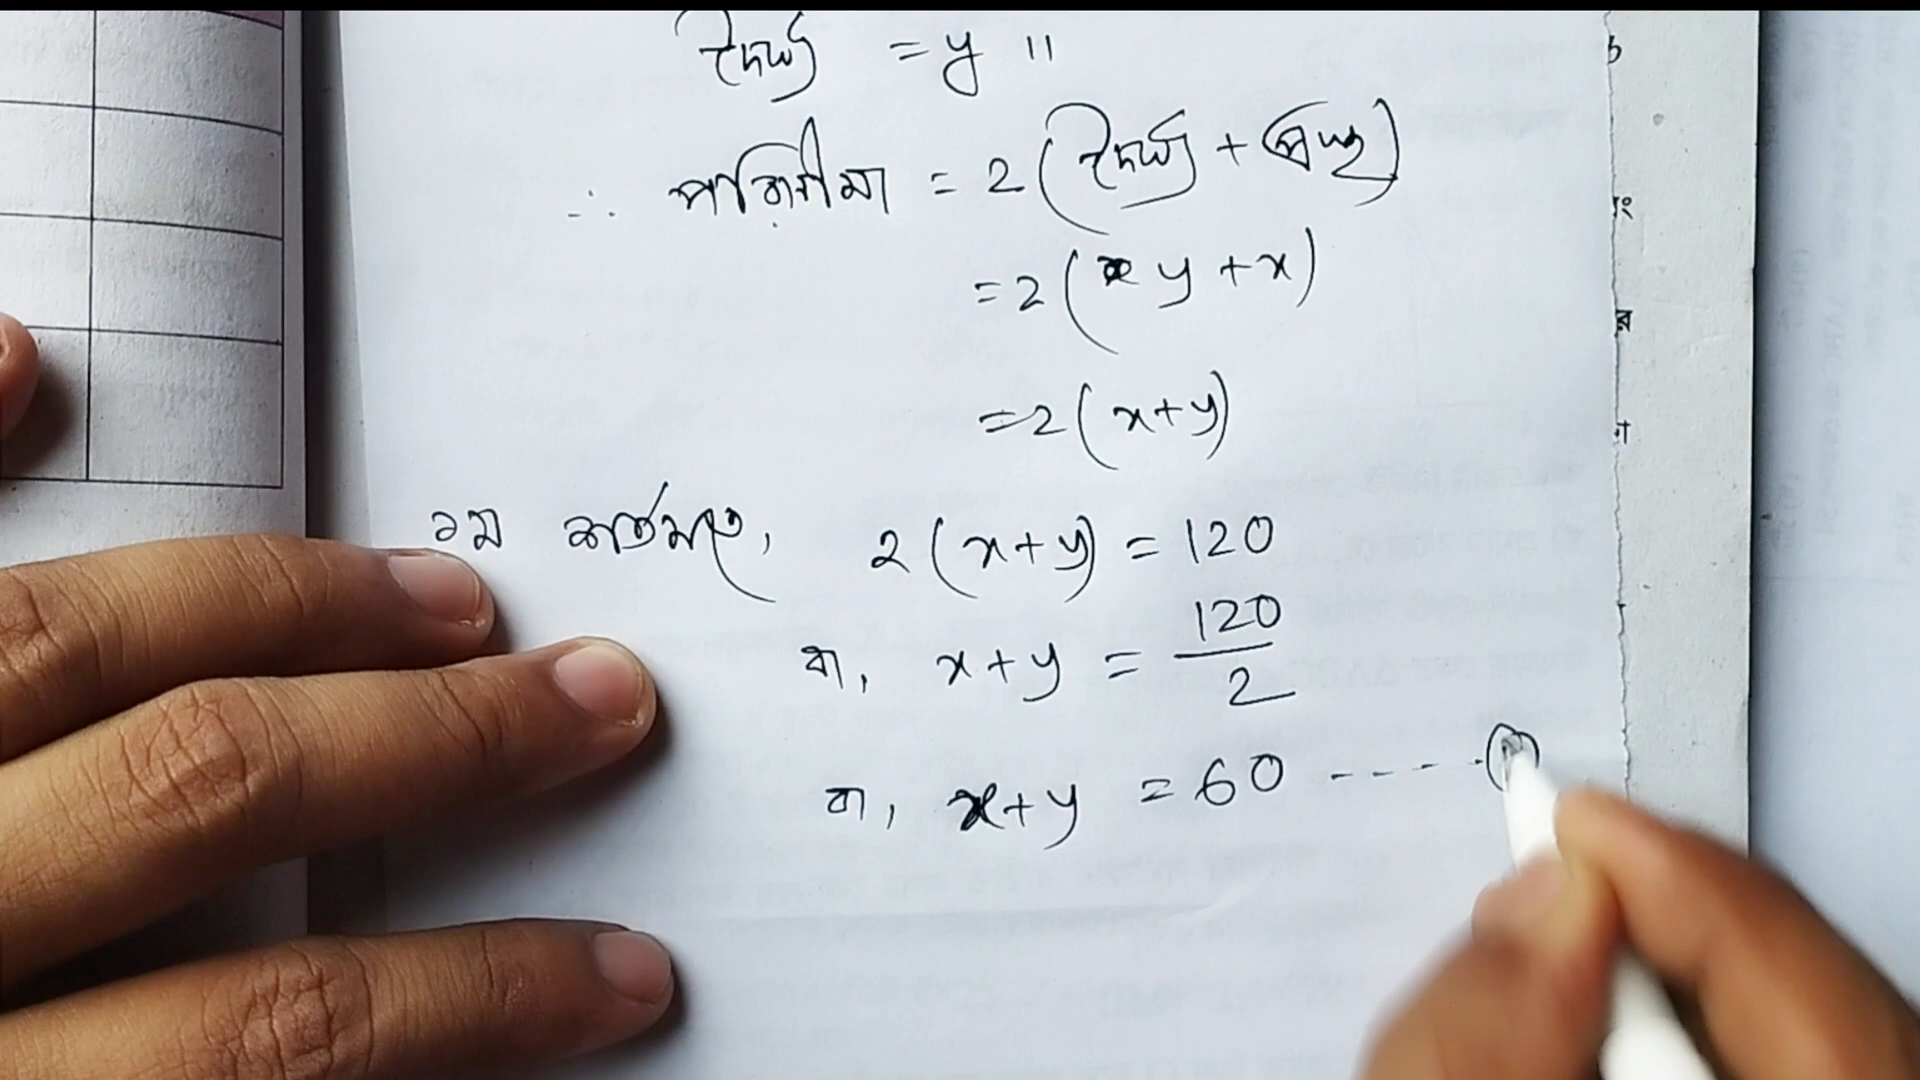 দৈর্ঘ্য = y "
∴ পরিসীমা = 2 (দৈর্ঘ্য + প্রস্থ)
= 2 ( y + x)
= 2 (x+y)
১ম শর্তমতে, 2 (x+y) = 120
বা, x+y = 120/2
বা, x+y = 60 -----